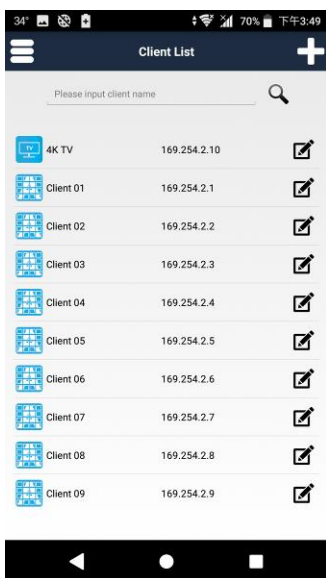 34° 70% 下午3:49
Client List
Please input client name
TV 4K TV 169.254.2.10
Client 01 169.254.2.1
Client 02 169.254.2.2
Client 03 169.254.2.3
Client 04 169.254.2.4
Client 05 169.254.2.5
Client 06 169.254.2.6
Client 07 169.254.2.7
Client 08 169.254.2.8
Client 09 169.254.2.9